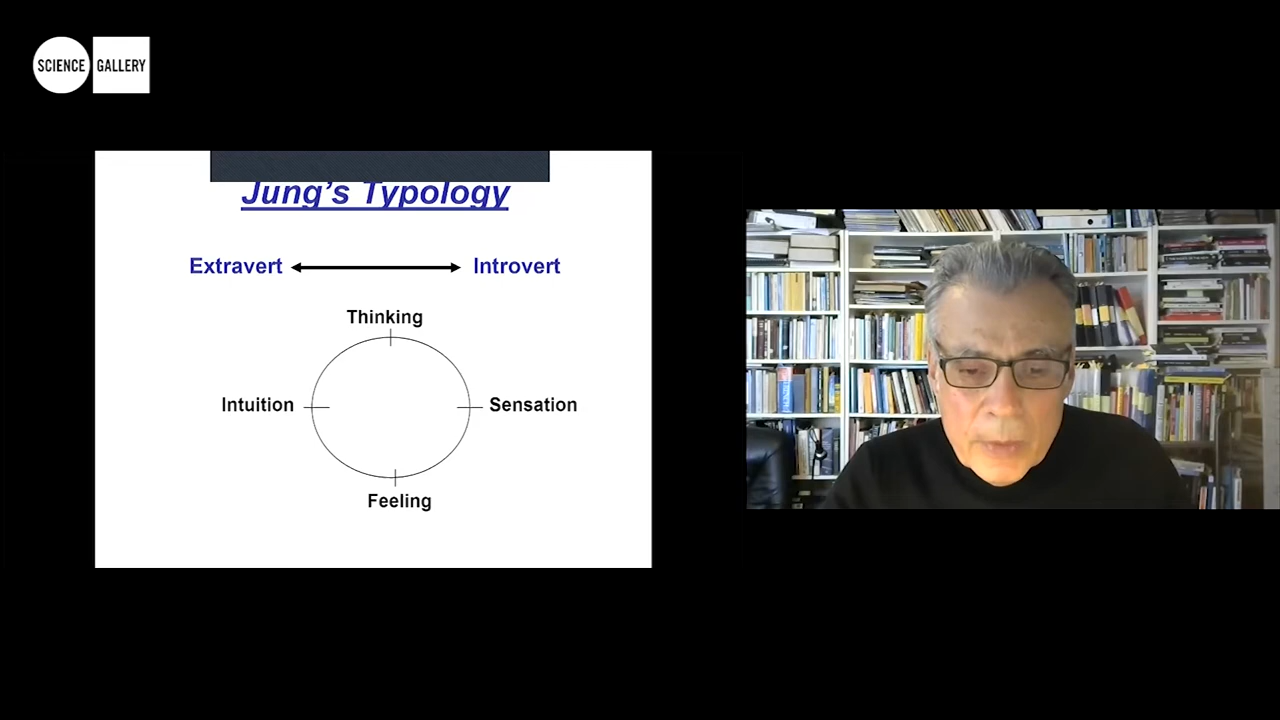 SCIENCE GALLERY
Jung's Typology
Extravert Introvert
Thinking
Intuition Sensation
Feeling